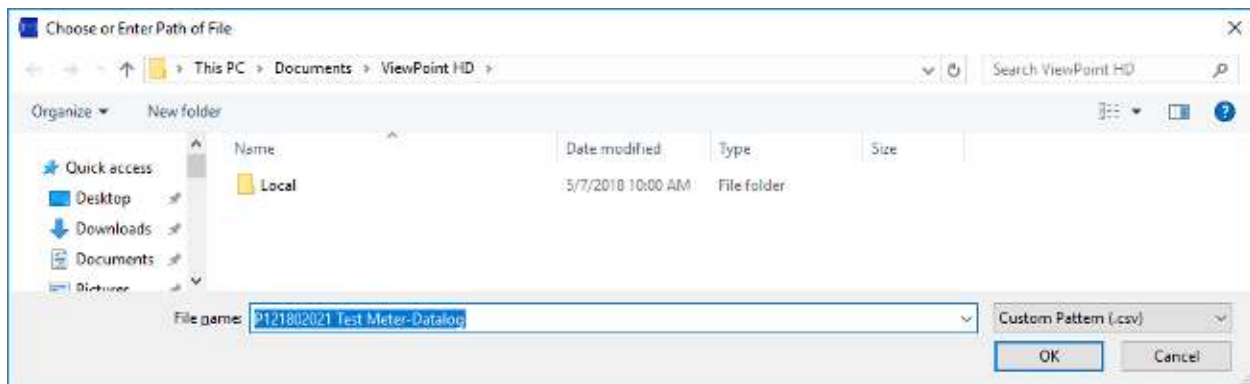 Choose or Enter Path of File
This PC > Documents > ViewPoint HD >
Search ViewPoint HD
Organize
New folder
Name
Date modified
Type
Size
Quick access
Local
5/7/2018 10:00 AM
File folder
Desktop
Downloads
Documents
Pictures
File name:
P121802021 Test Meter-Datalog
Custom Pattern (.csv)
OK
Cancel